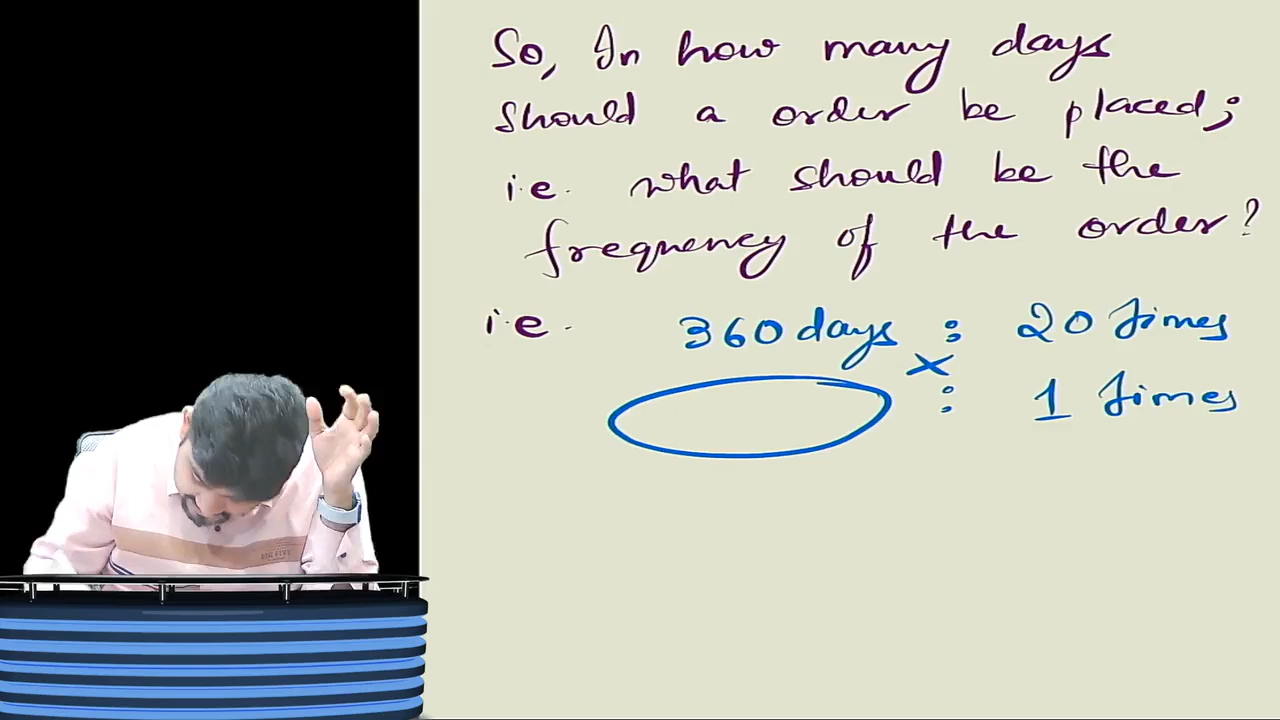 So, In how many days
should a order be placed;
i.e. what should be the
frequency of the order?
i.e. 360 days : 20 times
×
: 1 times